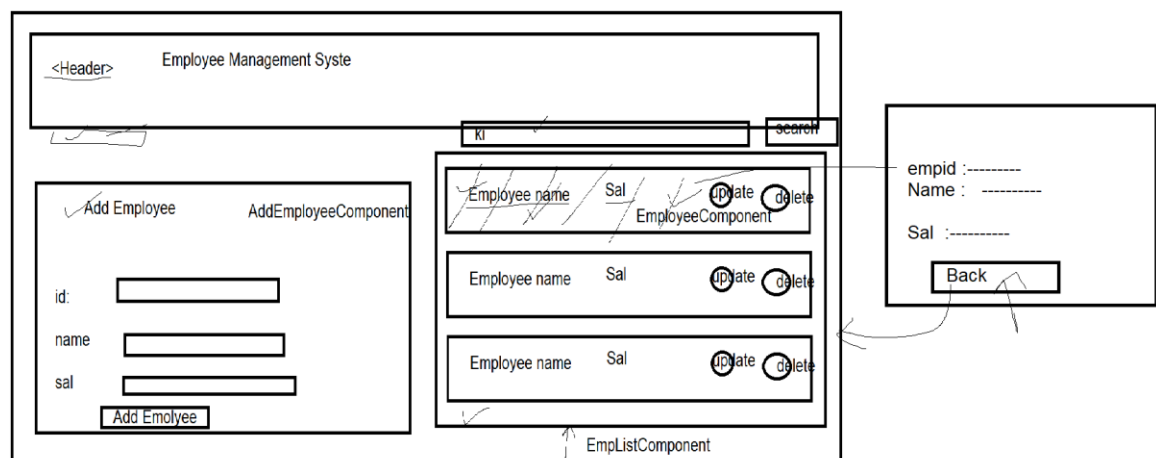 <Header> Employee Management Syste
ki search
Add Employee AddEmployeeComponent
id:
name
sal
Add Emolyee
Employee name Sal update delete
EmployeeComponent
Employee name Sal update delete
Employee name Sal update delete
EmpListComponent
empid :---------
Name : ----------
Sal :----------
Back